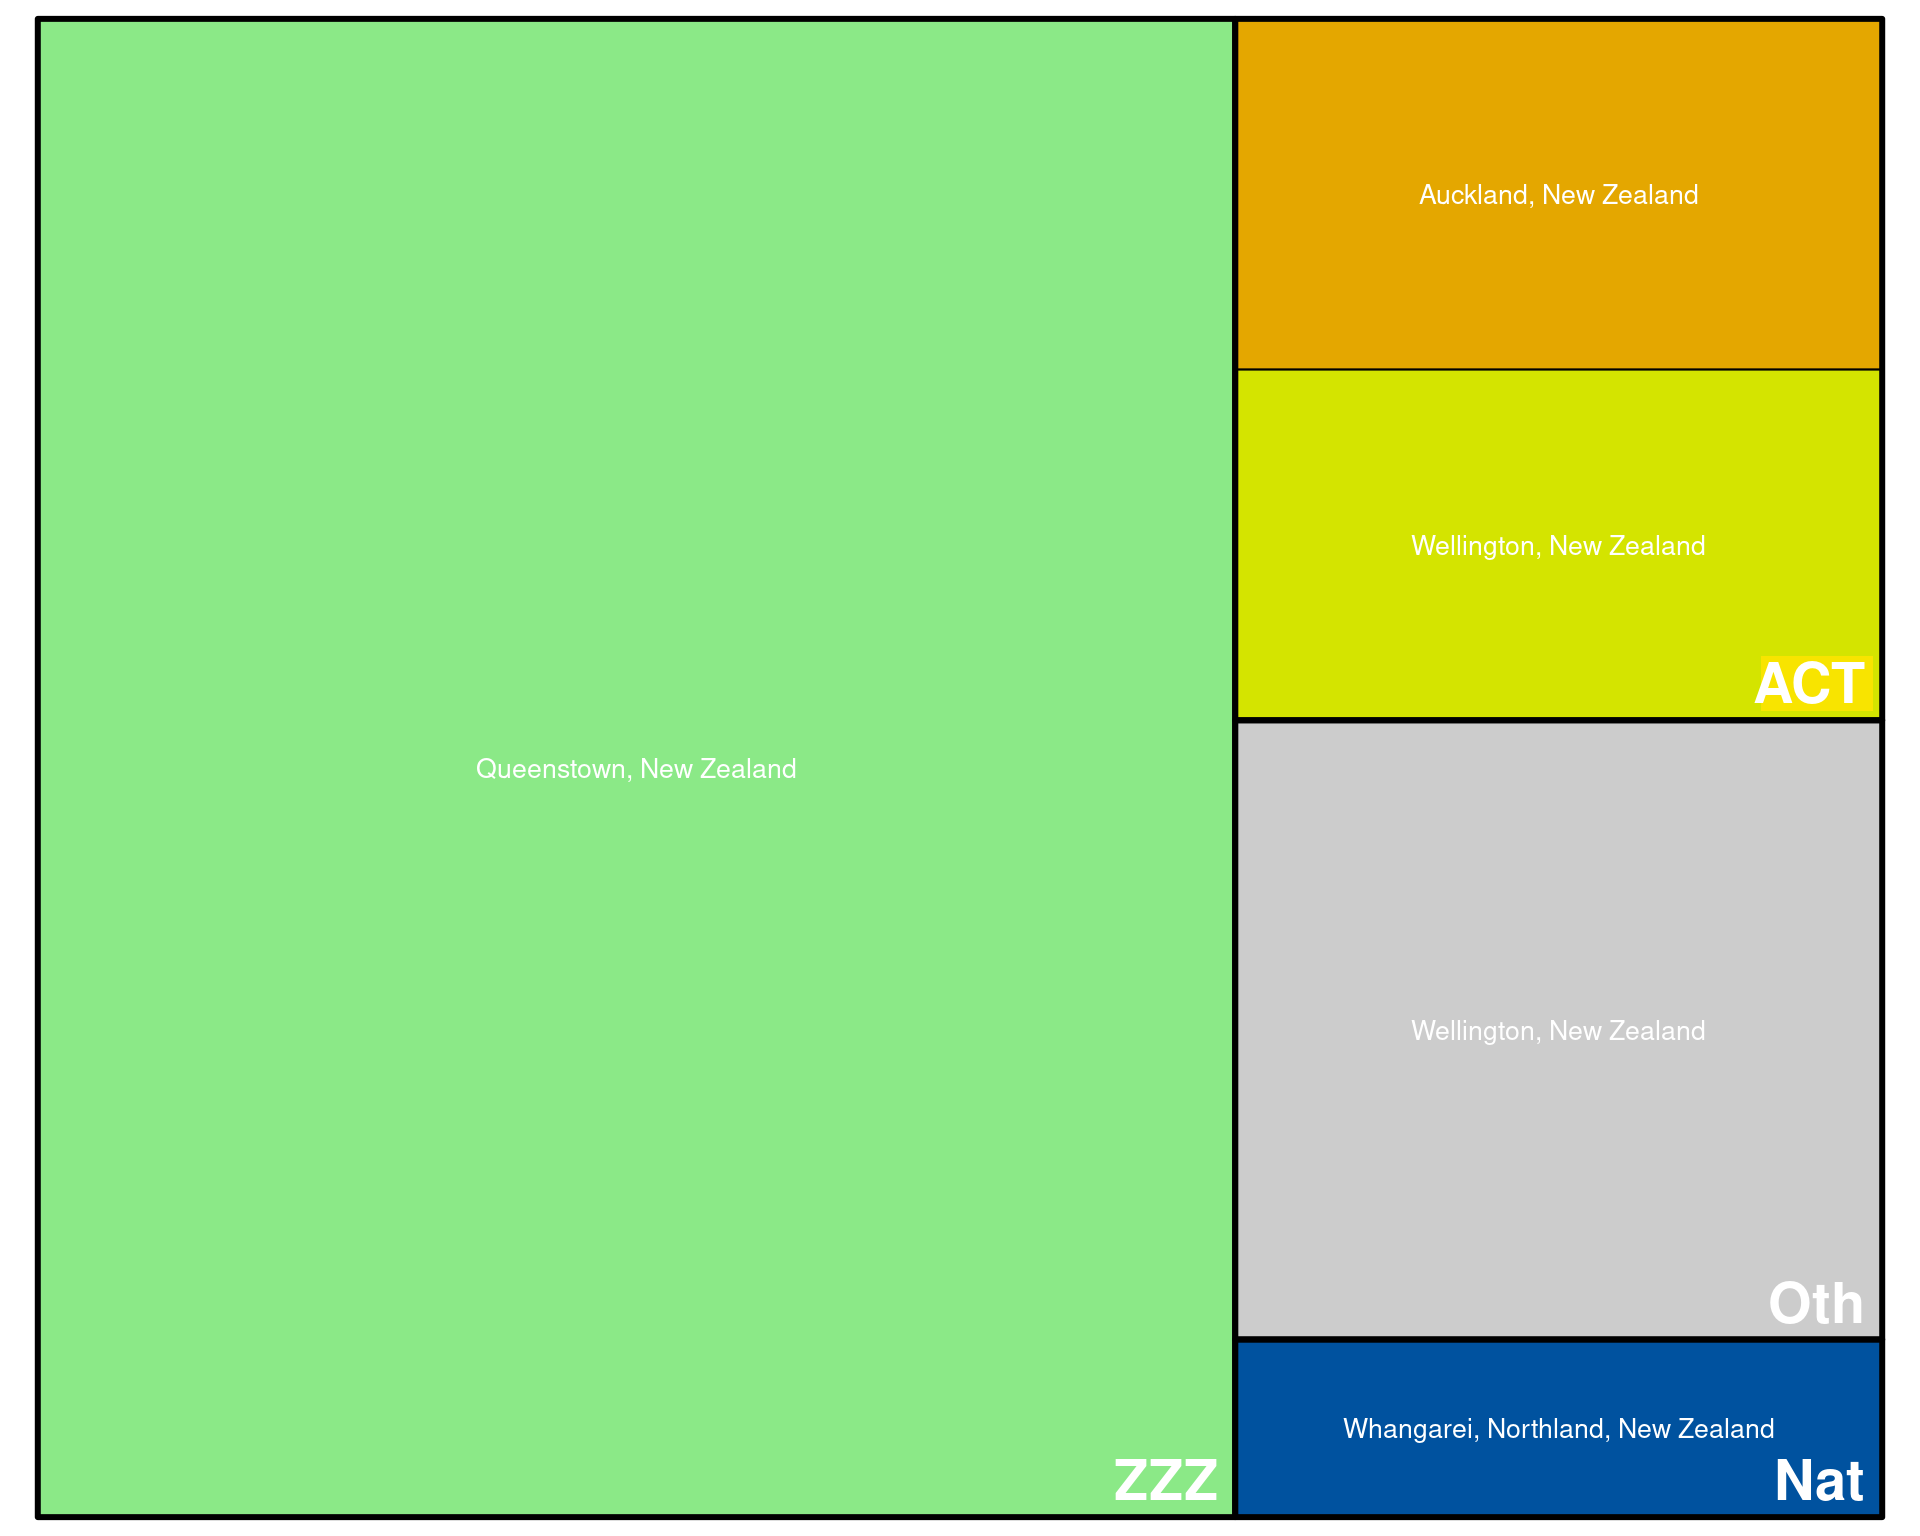 Queenstown, New Zealand
ZZZ
Auckland, New Zealand
Wellington, New Zealand
ACT
Wellington, New Zealand
Oth
Whangarei, Northland, New Zealand
Nat